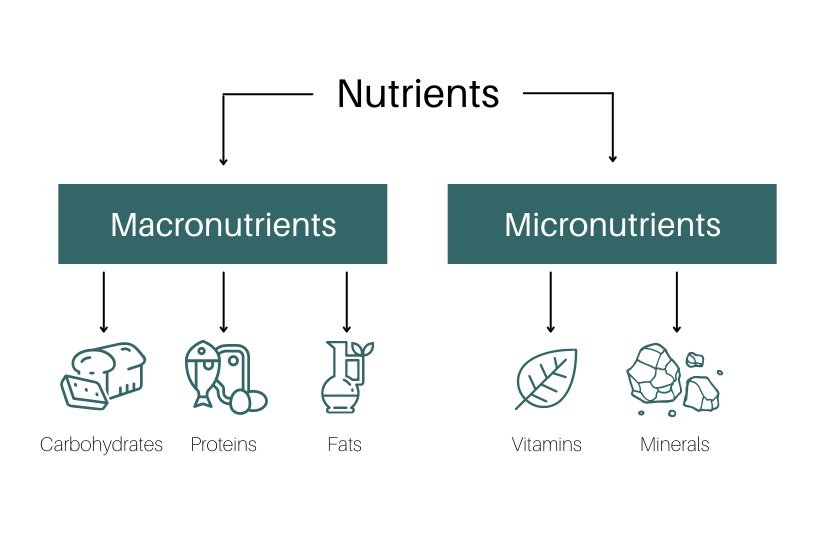 Nutrients
Macronutrients
Micronutrients
Carbohydrates
Proteins
Fats
Vitamins
Minerals